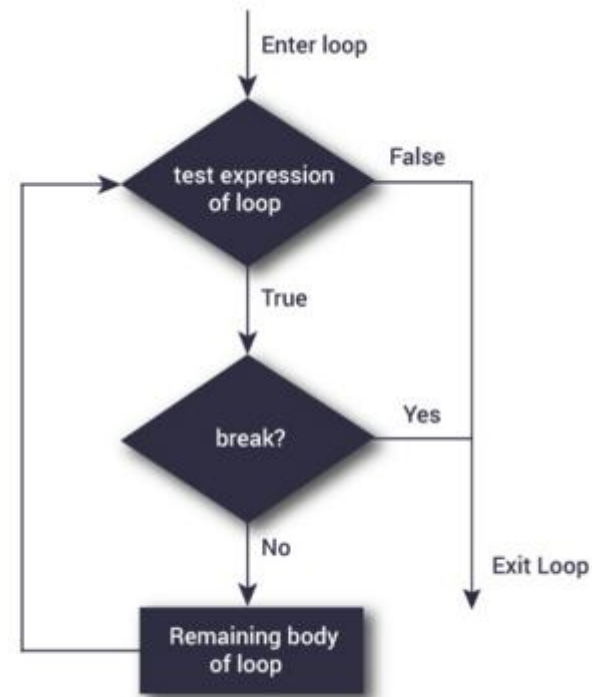 Enter loop
False
test expression
of loop
True
Yes
break?
No
Exit Loop
Remaining body
of loop